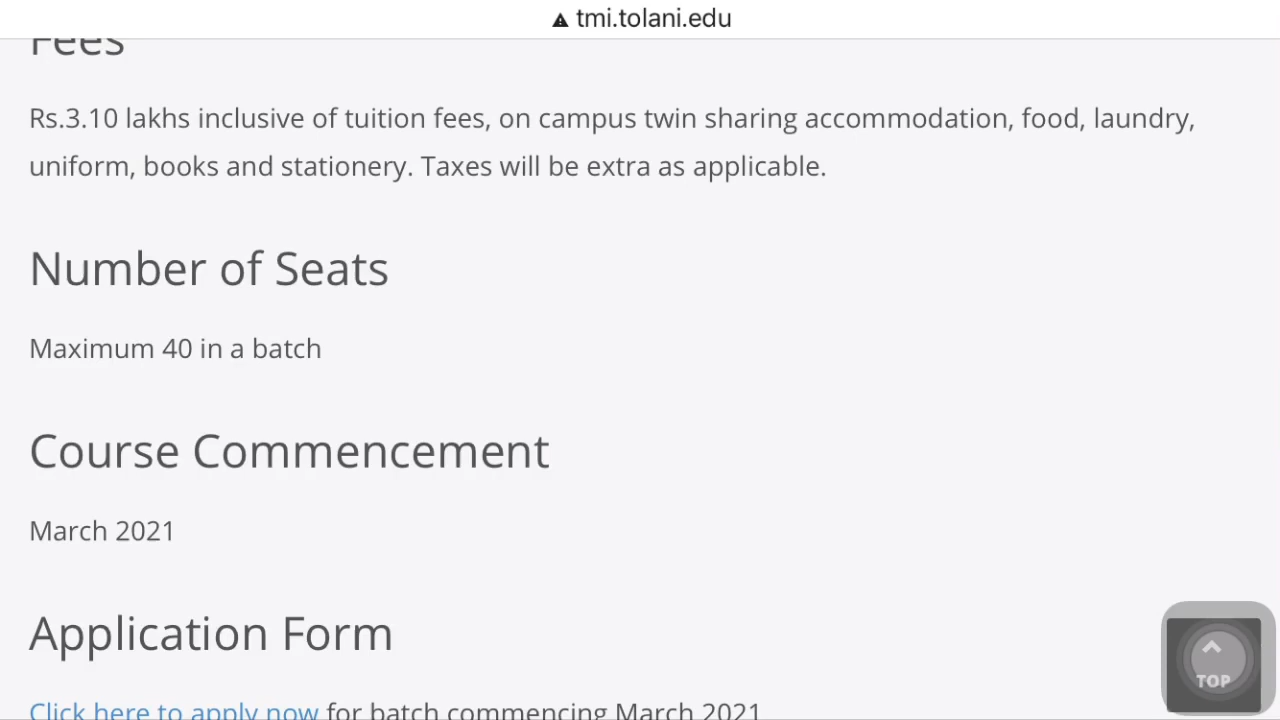 tmi.tolani.edu
Fees
Rs.3.10 lakhs inclusive of tuition fees, on campus twin sharing accommodation, food, laundry,
uniform, books and stationery. Taxes will be extra as applicable.
Number of Seats
Maximum 40 in a batch
Course Commencement
March 2021
Application Form
TOP
Click here to apply now for batch commencing March 2021